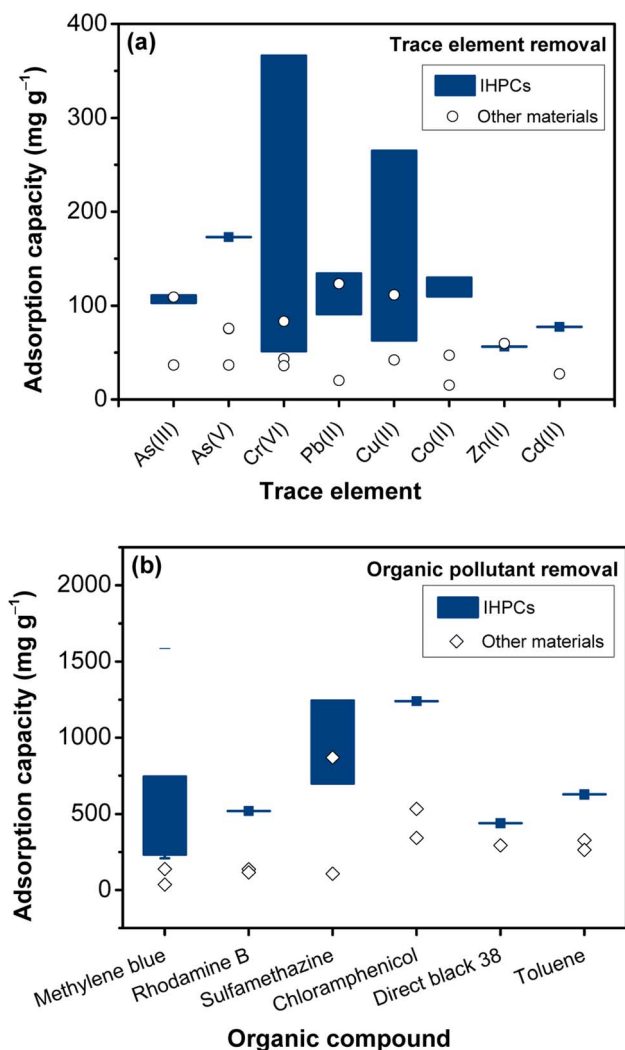 (a)
Trace element removal
IHPCs
Other materials
Adsorption capacity (mg g⁻¹)
400
300
200
100
0
As(III)
As(V)
Cr(VI)
Pb(II)
Cu(II)
Co(II)
Zn(II)
Cd(II)
Trace element
(b)
Organic pollutant removal
IHPCs
Other materials
Adsorption capacity (mg g⁻¹)
2000
1500
1000
500
0
Methylene blue
Rhodamine B
Sulfamethazine
Chloramphenicol
Direct black 38
Toluene
Organic compound